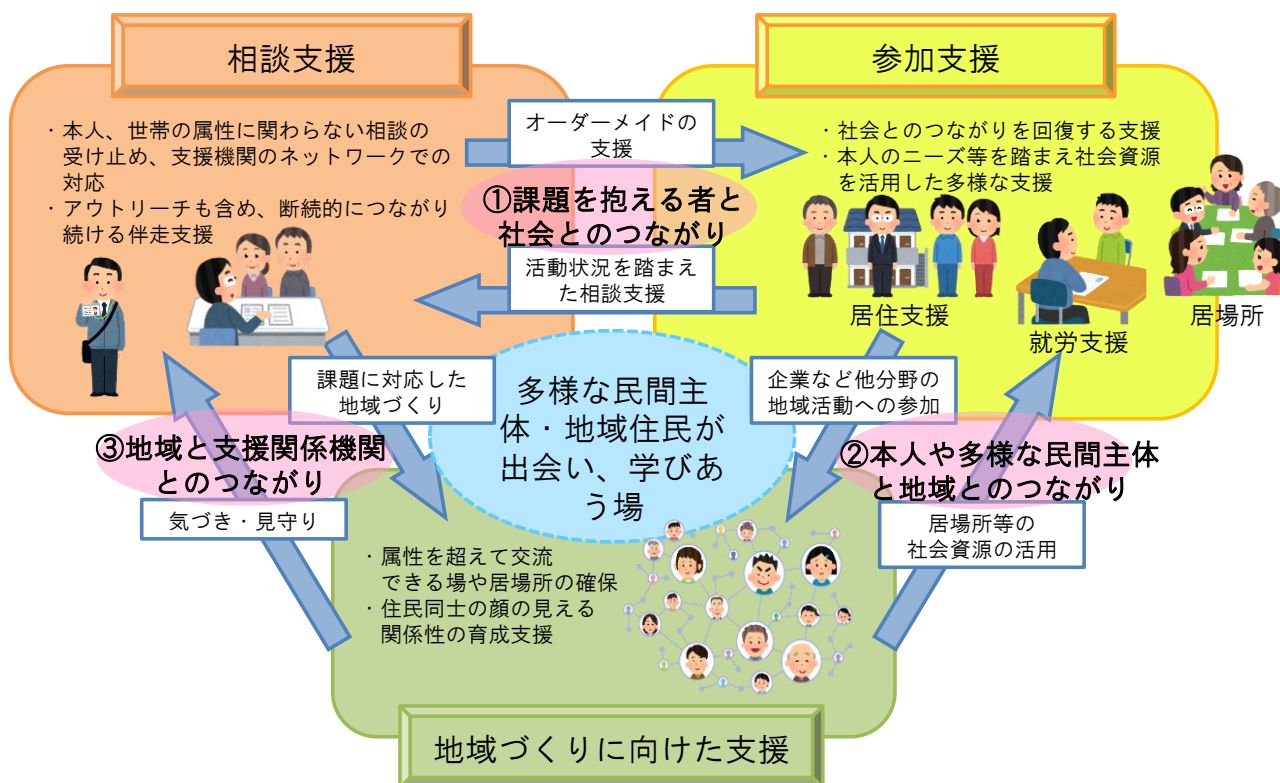 相談支援
・本人、世帯の属性に関わらない相談の
受け止め、支援機関のネットワークでの
対応
・アウトリーチも含め、断続的につながり
続ける伴走支援
オーダーメイドの
支援
①課題を抱える者と
社会とのつながり
活動状況を踏まえ
た相談支援
参加支援
・社会とのつながりを回復する支援
・本人のニーズ等を踏まえ社会資源
を活用した多様な支援
居住支援
就労支援
居場所
課題に対応した
地域づくり
③地域と支援関係機関
とのつながり
気づき・見守り
多様な民間主
体・地域住民が
出会い、学びあ
う場
企業など他分野の
地域活動への参加
②本人や多様な民間主体
と地域とのつながり
居場所等の
社会資源の活用
・属性を超えて交流
できる場や居場所の確保
・住民同士の顔の見える
関係性の育成支援
地域づくりに向けた支援